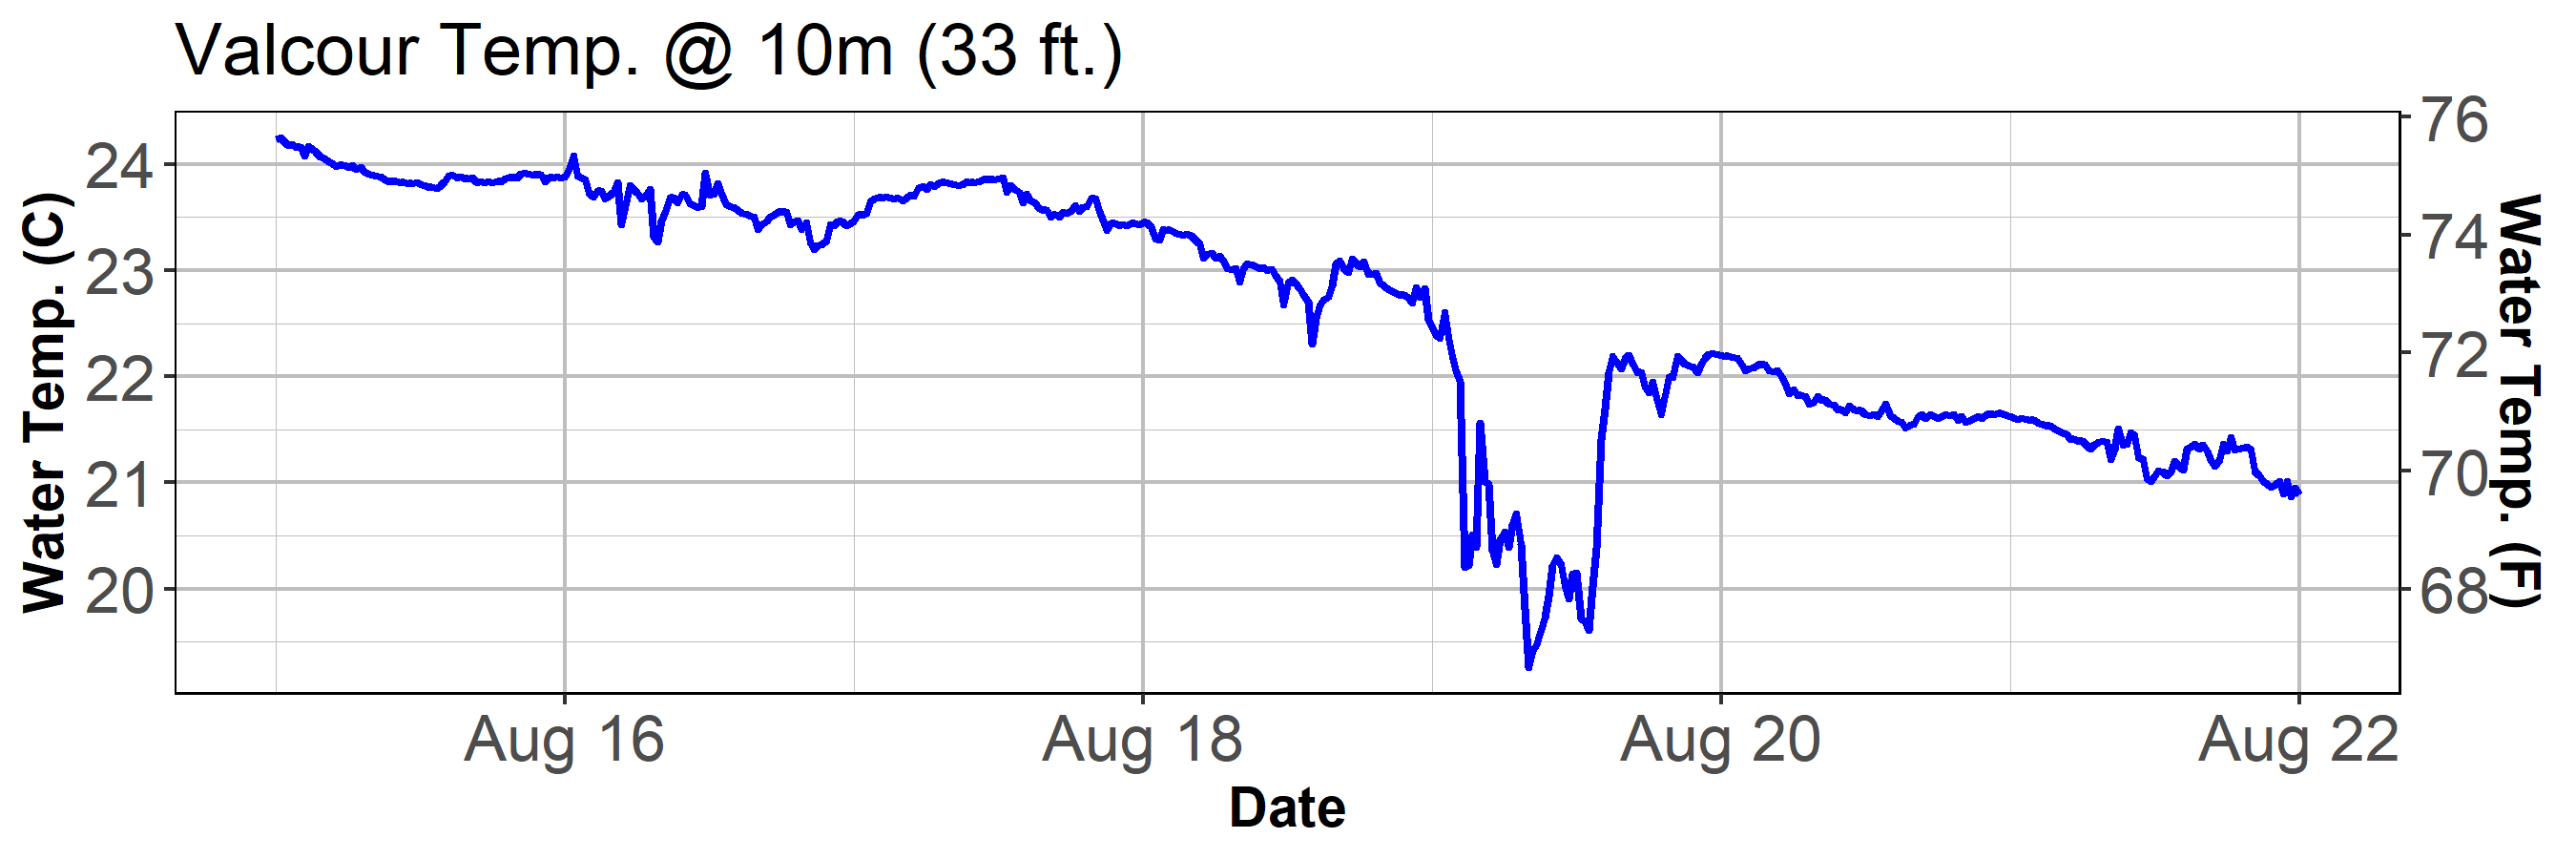 Valcour Temp. @ 10m (33 ft.)
Water Temp. (C)
24
23
22
21
20
76
74
72
70
68
Water Temp. (F)
Aug 16
Aug 18
Aug 20
Aug 22
Date